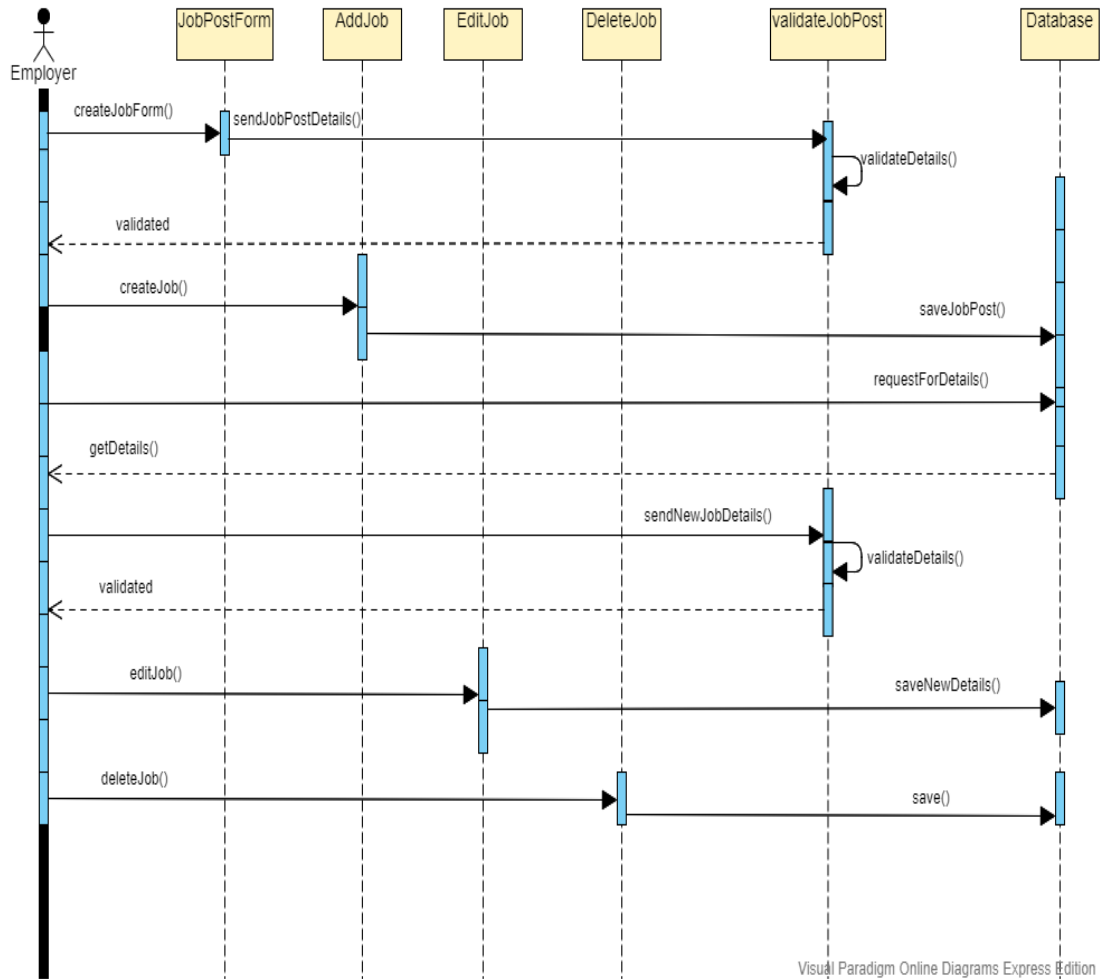 JobPostForm
AddJob
EditJob
DeleteJob
validateJobPost
Database
Employer
createJobForm()
sendJobPostDetails()
validateDetails()
validated
createJob()
saveJobPost()
requestForDetails()
getDetails()
sendNewJobDetails()
validateDetails()
validated
editJob()
saveNewDetails()
deleteJob()
save()
Visual Paradigm Online Diagrams Express Edition